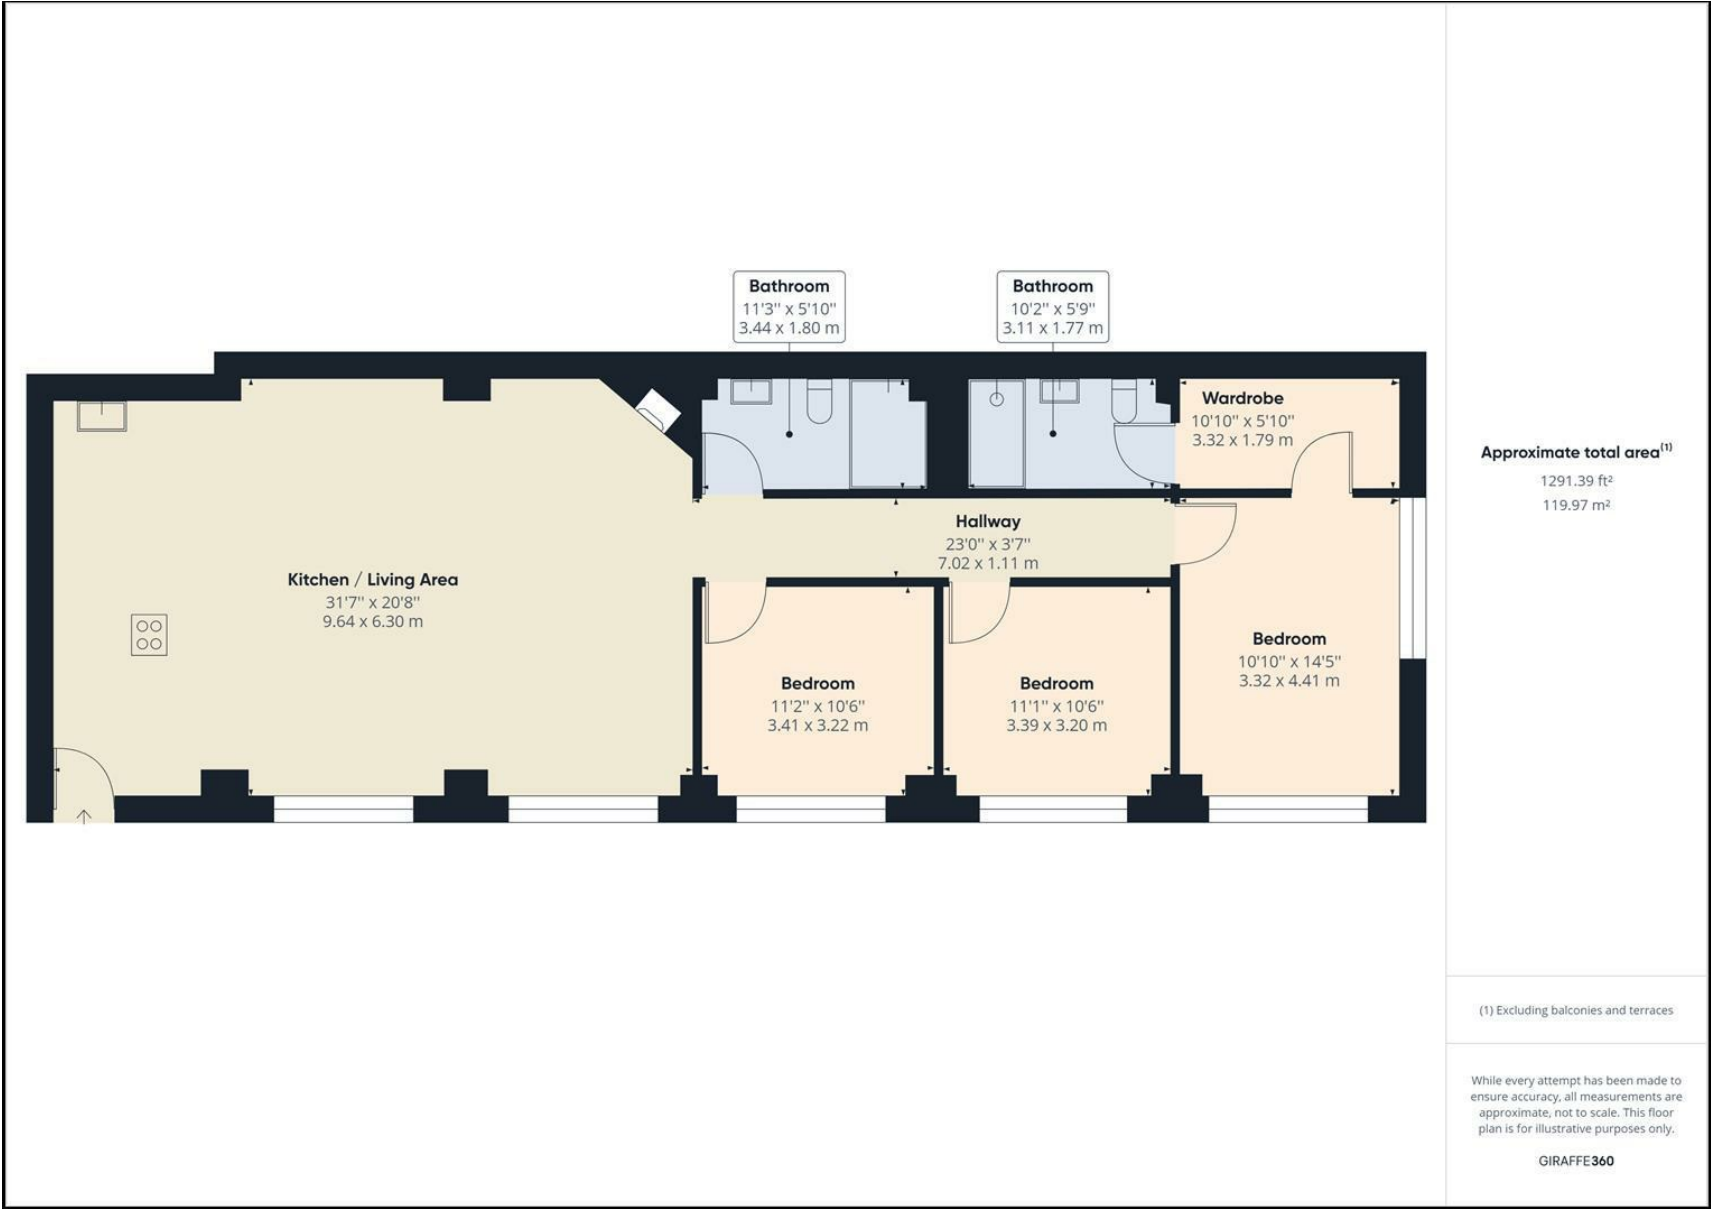 Bathroom
11'3" x 5'10"
3.44 x 1.80 m
Bathroom
10'2" x 5'9"
3.11 x 1.77 m
Wardrobe
10'10" x 5'10"
3.32 x 1.79 m
Hallway
23'0" x 3'7"
7.02 x 1.11 m
Kitchen / Living Area
31'7" x 20'8"
9.64 x 6.30 m
Bedroom
11'2" x 10'6"
3.41 x 3.22 m
Bedroom
11'1" x 10'6"
3.39 x 3.20 m
Bedroom
10'10" x 14'5"
3.32 x 4.41 m
Approximate total area(1)
1291.39 ft²
119.97 m²
(1) Excluding balconies and terraces
While every attempt has been made to
ensure accuracy, all measurements are
approximate, not to scale. This floor
plan is for illustrative purposes only.
GIRAFFE360